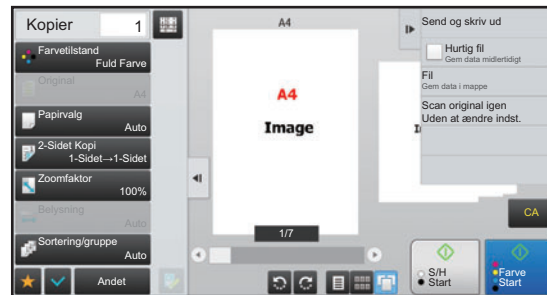 Kopier
1
Farvetilstand
Fuld Farve
Original
A4
Papirvalg
Auto
2-Sidet Kopi
1-Sidet→1-Sidet
Zoomfaktor
100%
Belysning
Auto
Sortering/gruppe
Auto
Andet
A4
A4
Image
1/7
Send og skriv ud
Hurtig fil
Gem data midlertidigt
Fil
Gem data i mappe
Scan original igen
Uden at ændre indst.
CA
S/H
Start
Farve
Start